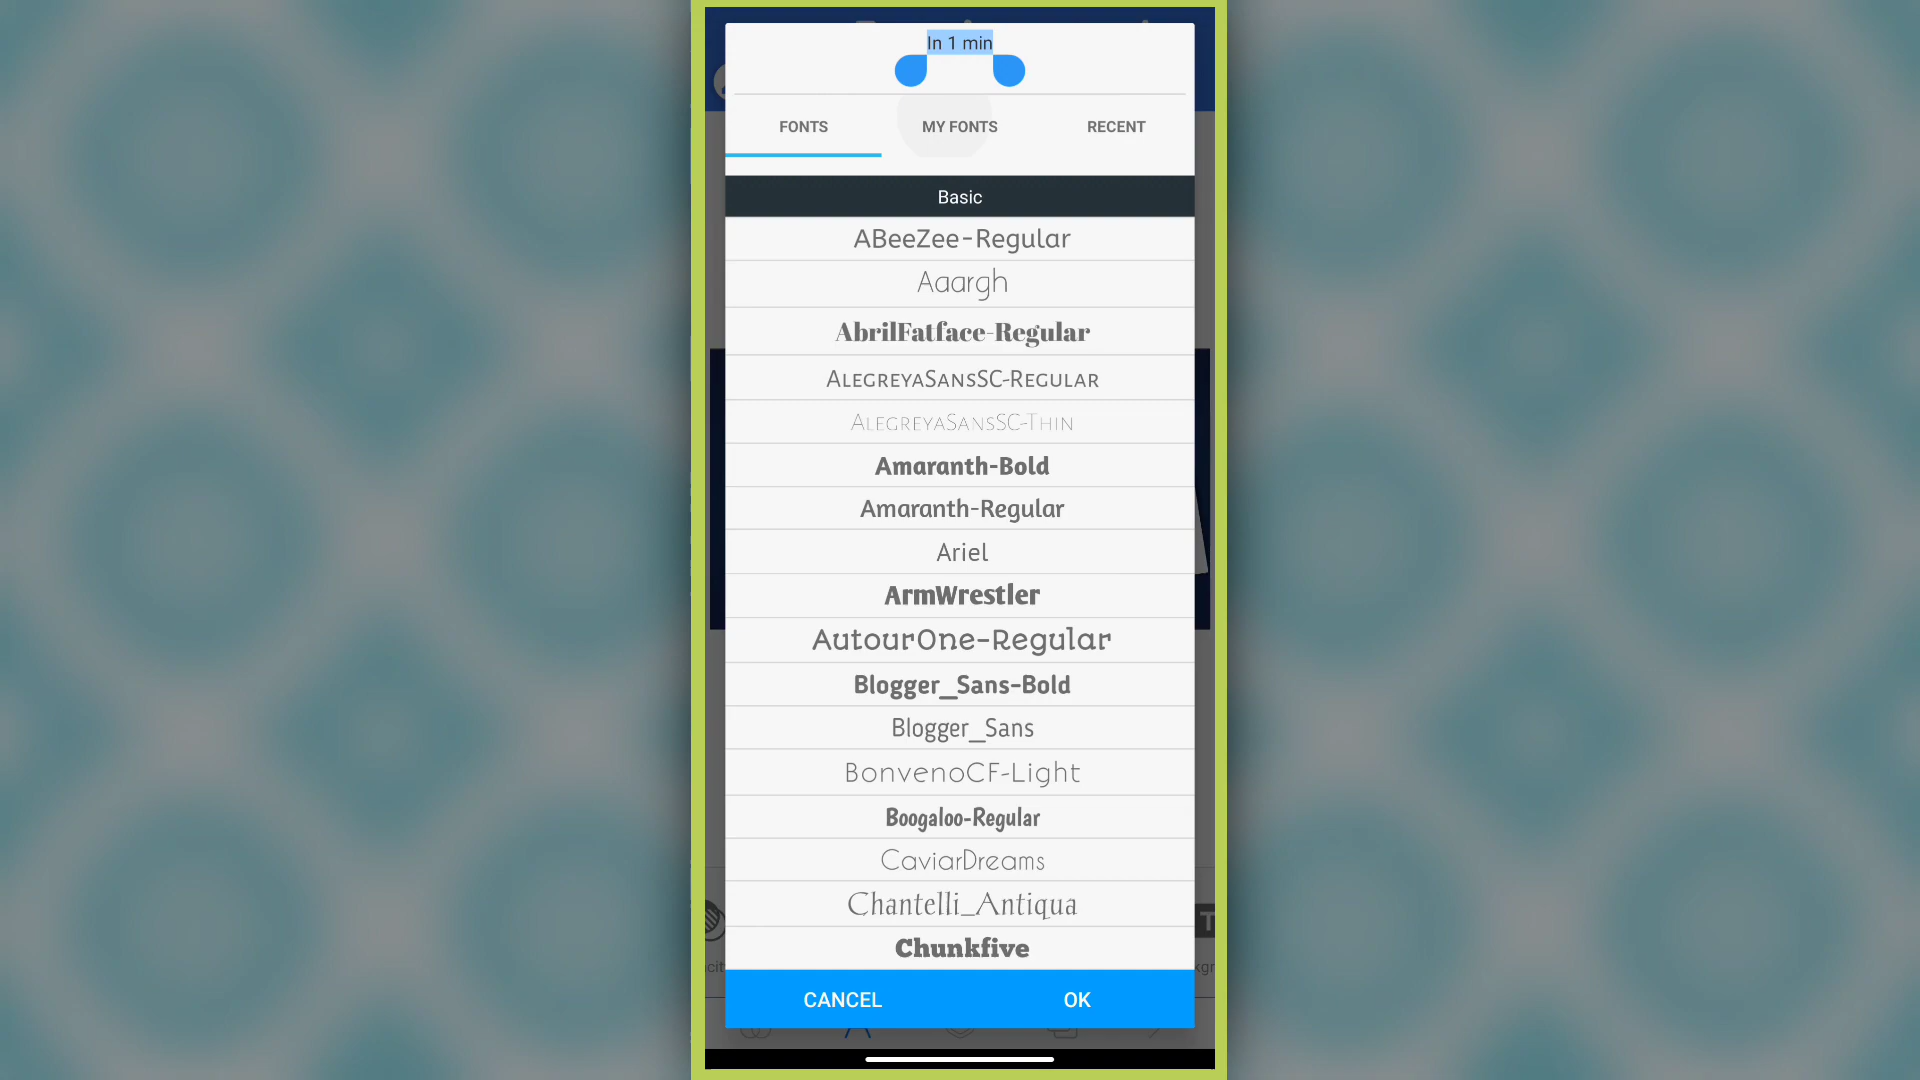 In 1 min
FONTS
MY FONTS
RECENT
Basic
ABeeZee-Regular
Aaargh
AbrilFatface-Regular
AlegreyaSansSC-Regular
AlegreyaSansSC-Thin
Amaranth-Bold
Amaranth-Regular
Ariel
ArmWrestler
AutourOne-Regular
Blogger_Sans-Bold
Blogger_Sans
BonvenoCF-Light
Boogaloo-Regular
CaviarDreams
Chantelli_Antiqua
Chunkfive
CANCEL
OK